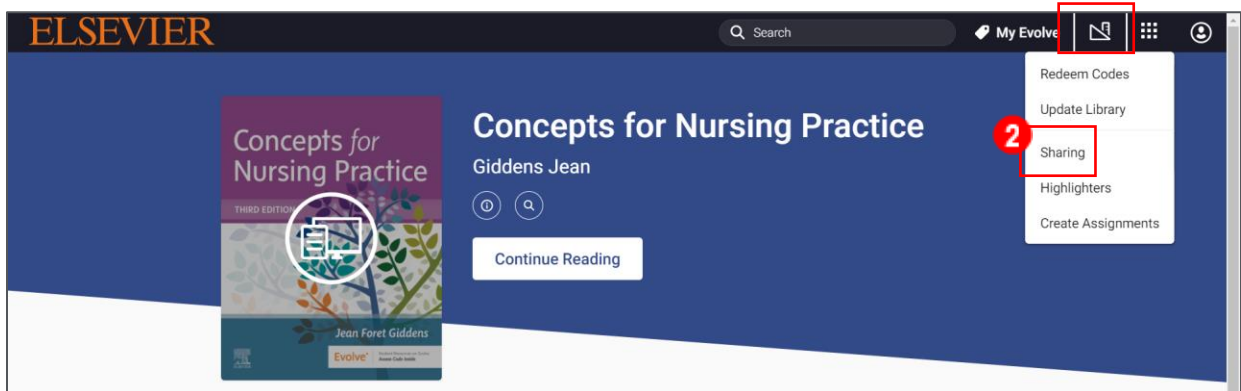 ELSEVIER
Search
My Evolve
Redeem Codes
Update Library
2
Sharing
Highlighters
Create Assignments
Concepts for
Nursing Practice
THIRD EDITION
Jean Foret Giddens
Evolve
Concepts for Nursing Practice
Giddens Jean
Continue Reading